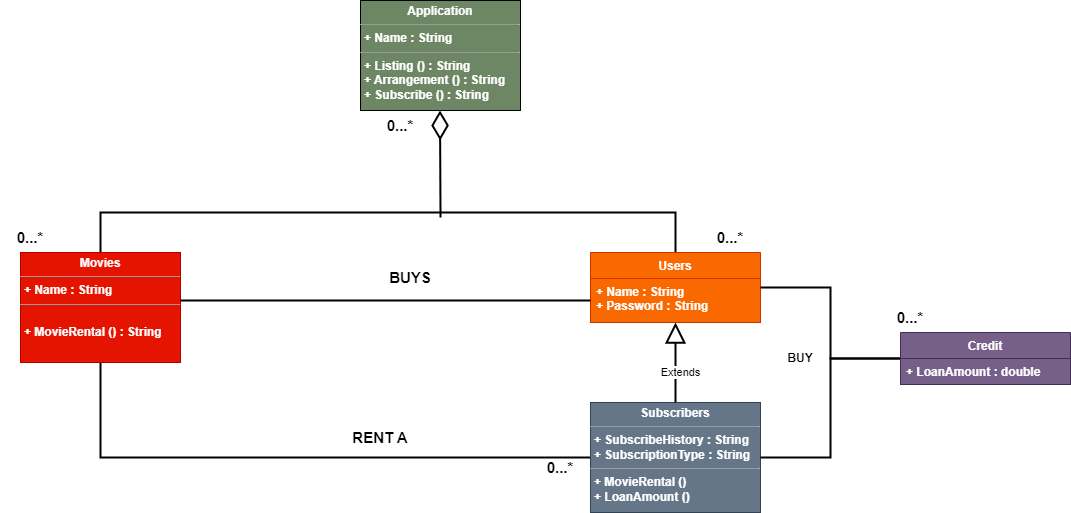 Application
+ Name : String
+ Listing () : String
+ Arrangement () : String
+ Subscribe () : String
0...*
0...*
Movies
+ Name : String
+ MovieRental () : String
BUYS
0...*
Users
+ Name : String
+ Password : String
Extends
BUY
0...*
Credit
+ LoanAmount : double
RENT A
0...*
Subscribers
+ SubscribeHistory : String
+ SubscriptionType : String
+ MovieRental ()
+ LoanAmount ()